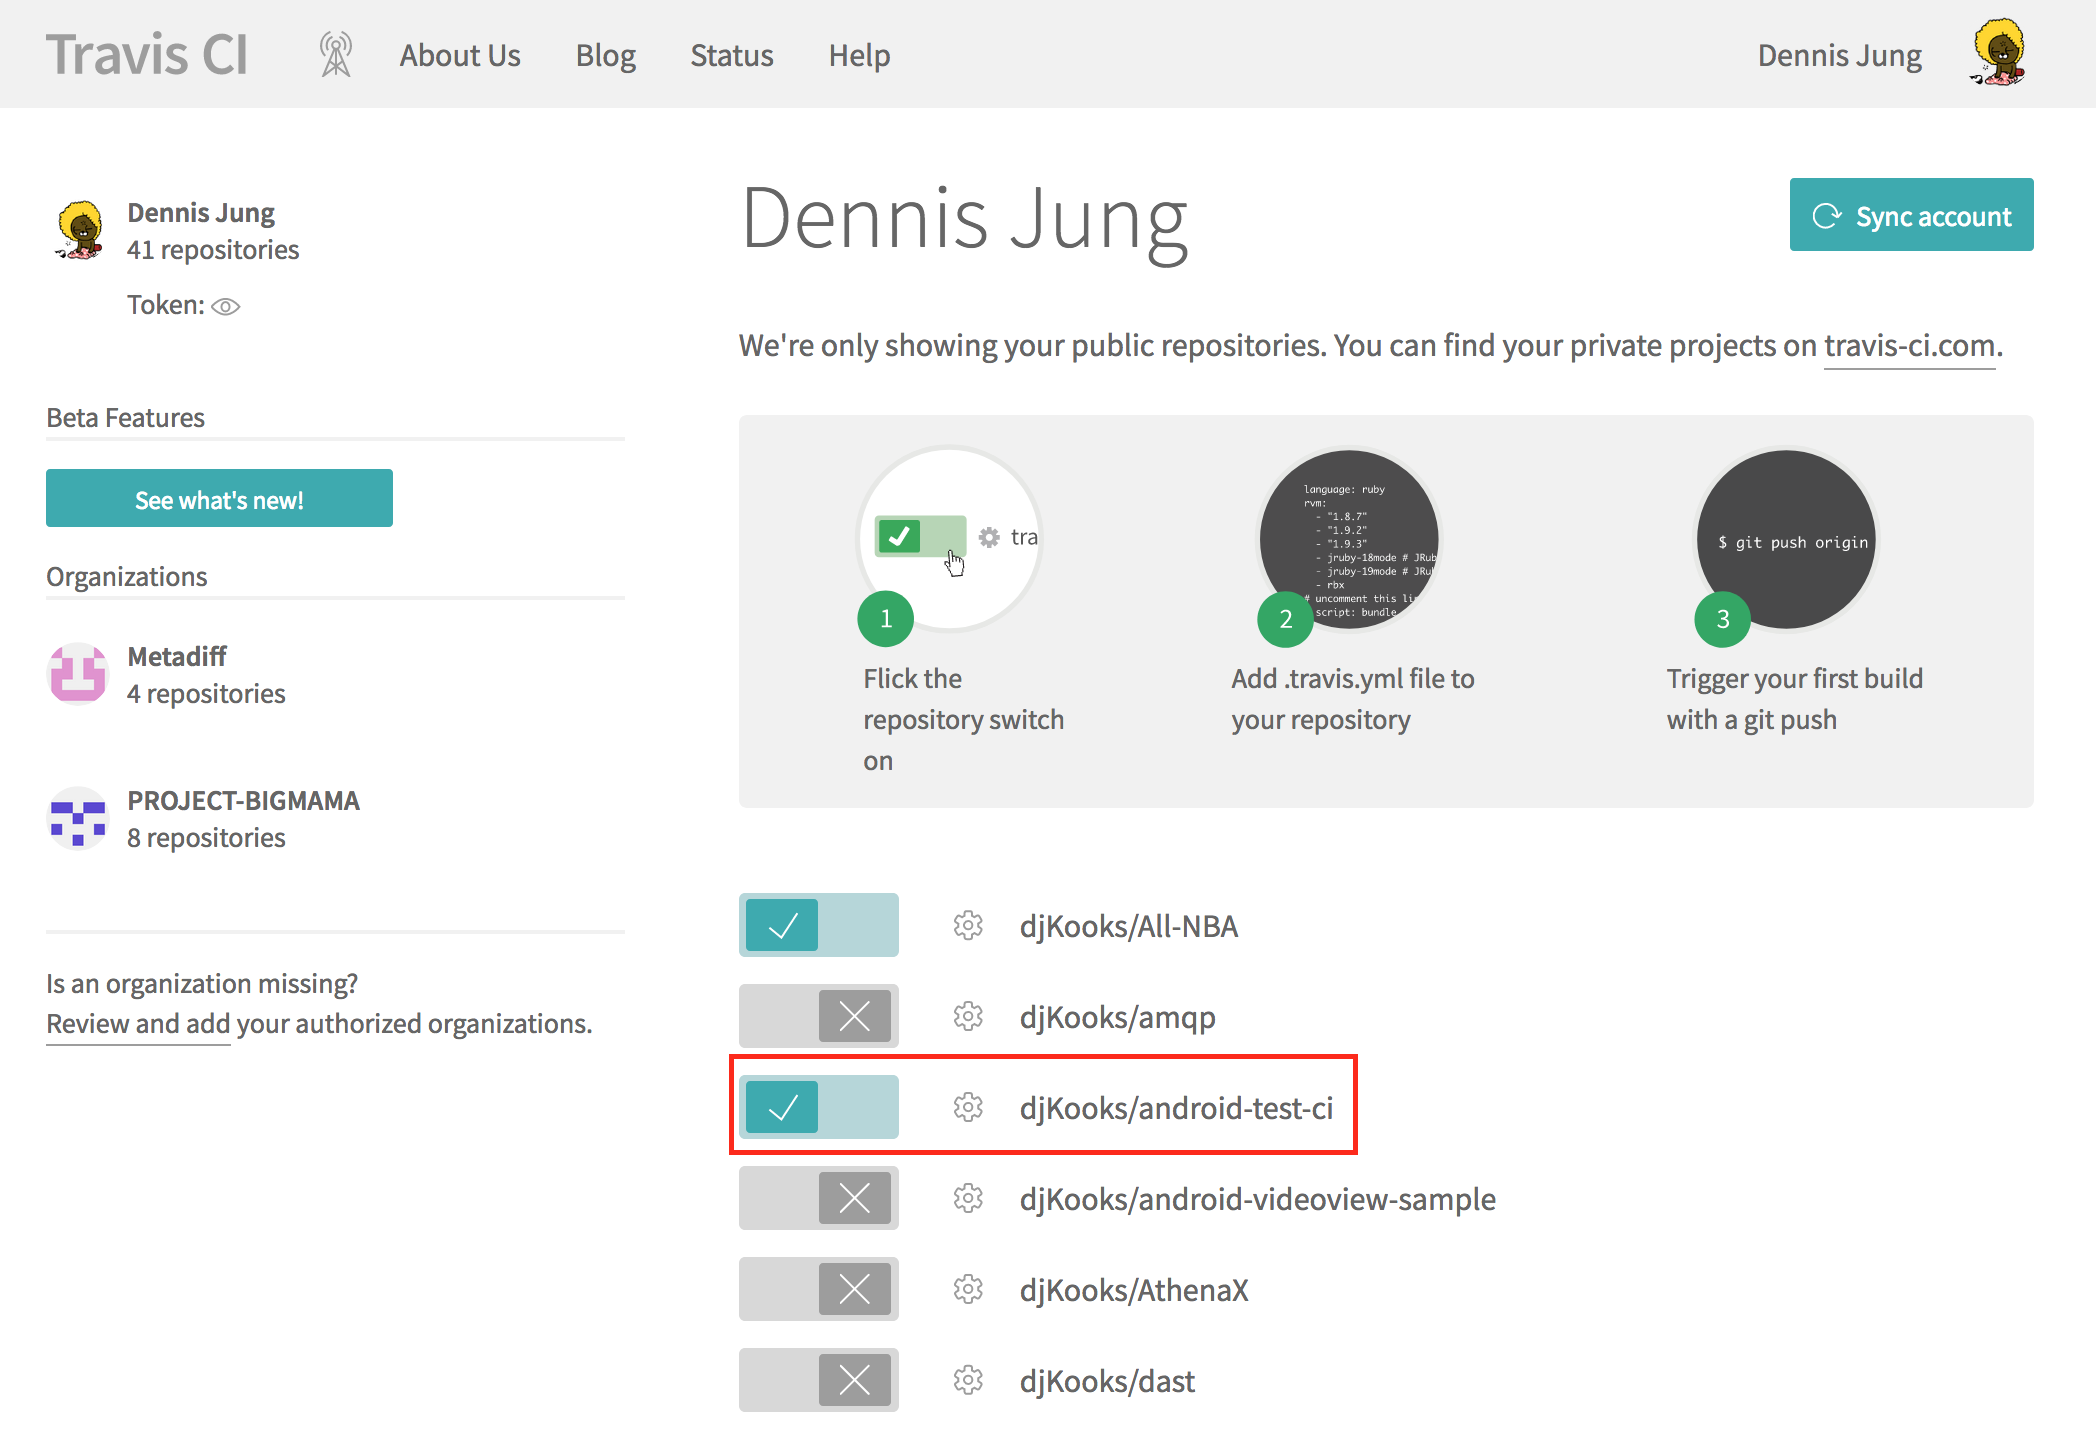 Travis CI
About Us
Blog
Status
Help
Dennis Jung
Dennis Jung
41 repositories
Token:
Beta Features
See what's new!
Organizations
Metadiff
4 repositories
PROJECT-BIGMAMA
8 repositories
Is an organization missing?
Review and add your authorized organizations.
Dennis Jung
Sync account
We're only showing your public repositories. You can find your private projects on travis-ci.com.
tra
1
Flick the
repository switch
on
language: ruby
rvm:
- "1.8.7"
- "1.9.2"
- "1.9.3"
- jruby-18mode # JRub
- jruby-19mode # JRu
- rbx
# uncomment this li
script: bundle
2
Add .travis.yml file to
your repository
$ git push origin
3
Trigger your first build
with a git push
djKooks/All-NBA
djKooks/amqp
djKooks/android-test-ci
djKooks/android-videoview-sample
djKooks/AthenaX
djKooks/dast